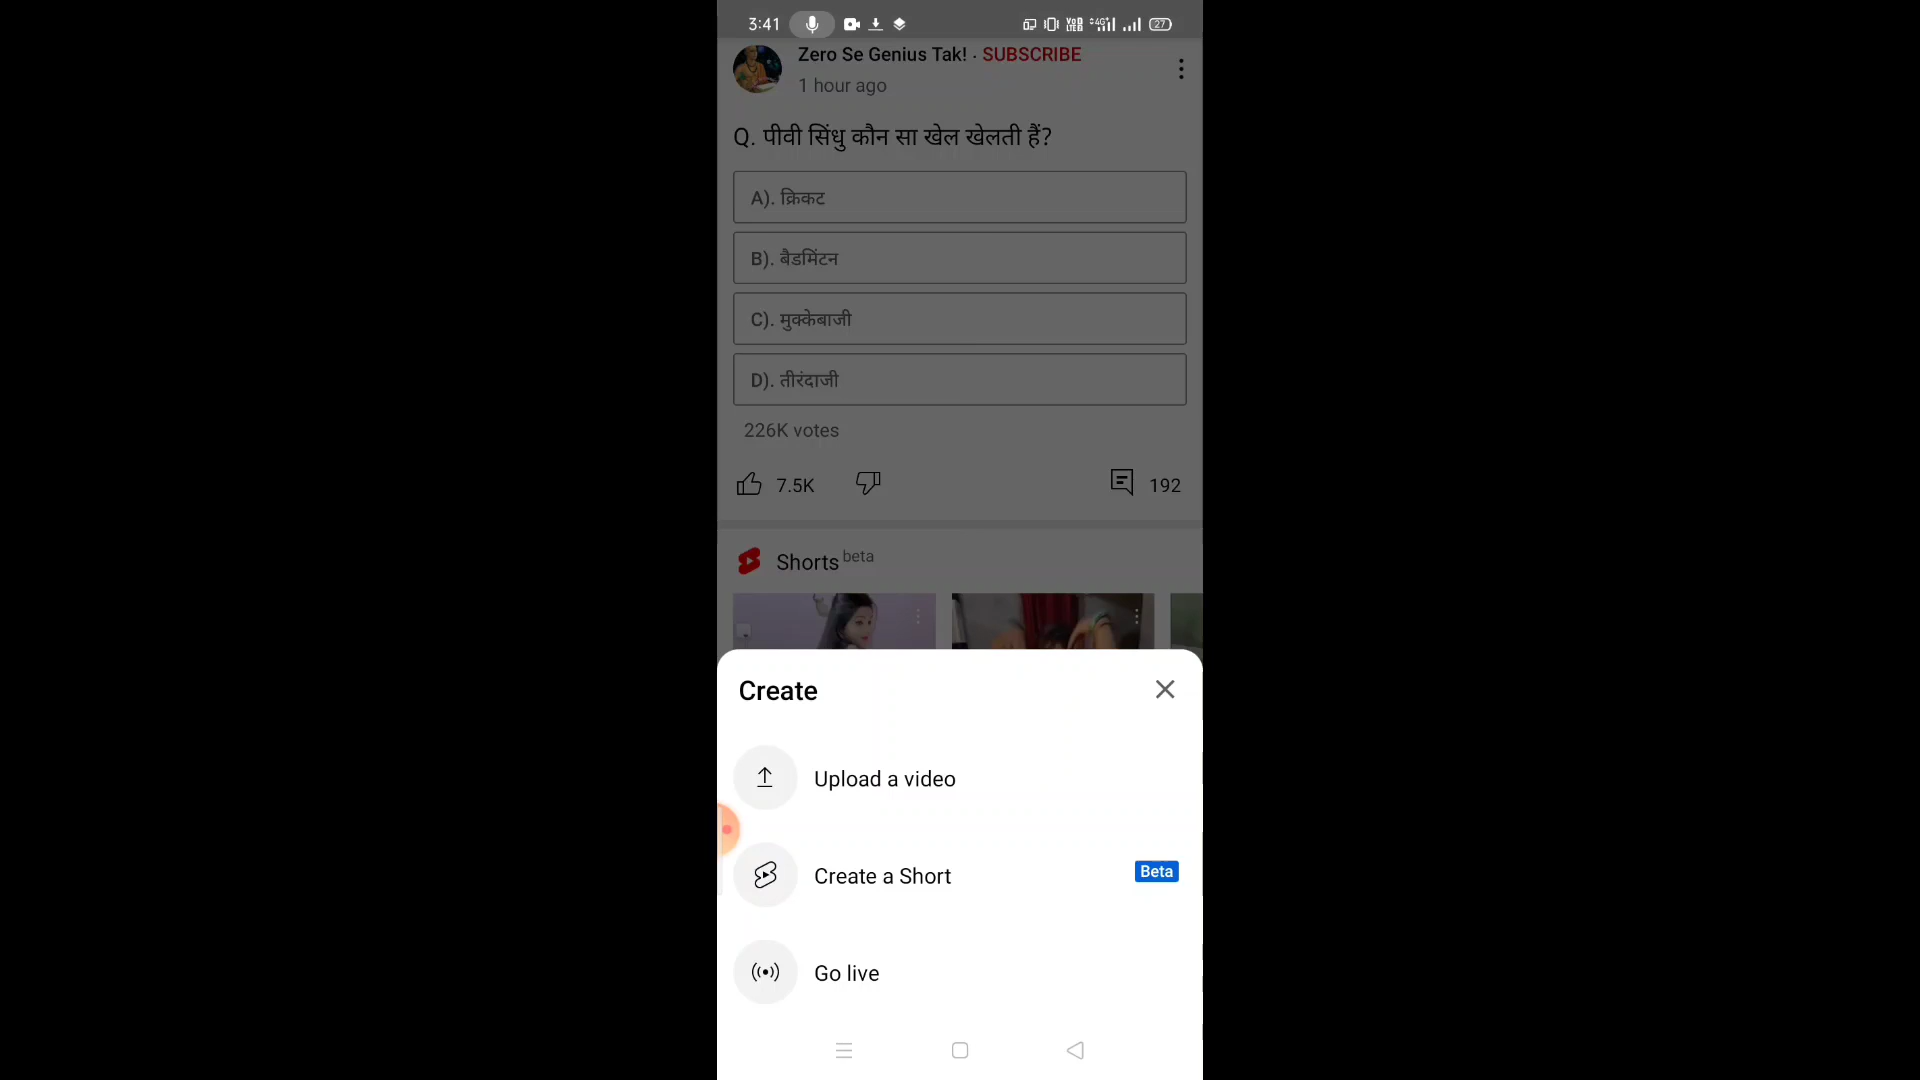 3:41 27
Zero Se Genius Tak! · SUBSCRIBE
1 hour ago
Q. पीवी सिंधु कौन सा खेल खेलती हैं?
A). क्रिकट
B). बैडमिंटन
C). मुक्केबाजी
D). तीरंदाजी
226K votes
7.5K 192
Shorts beta
Create
Upload a video
Create a Short Beta
Go live